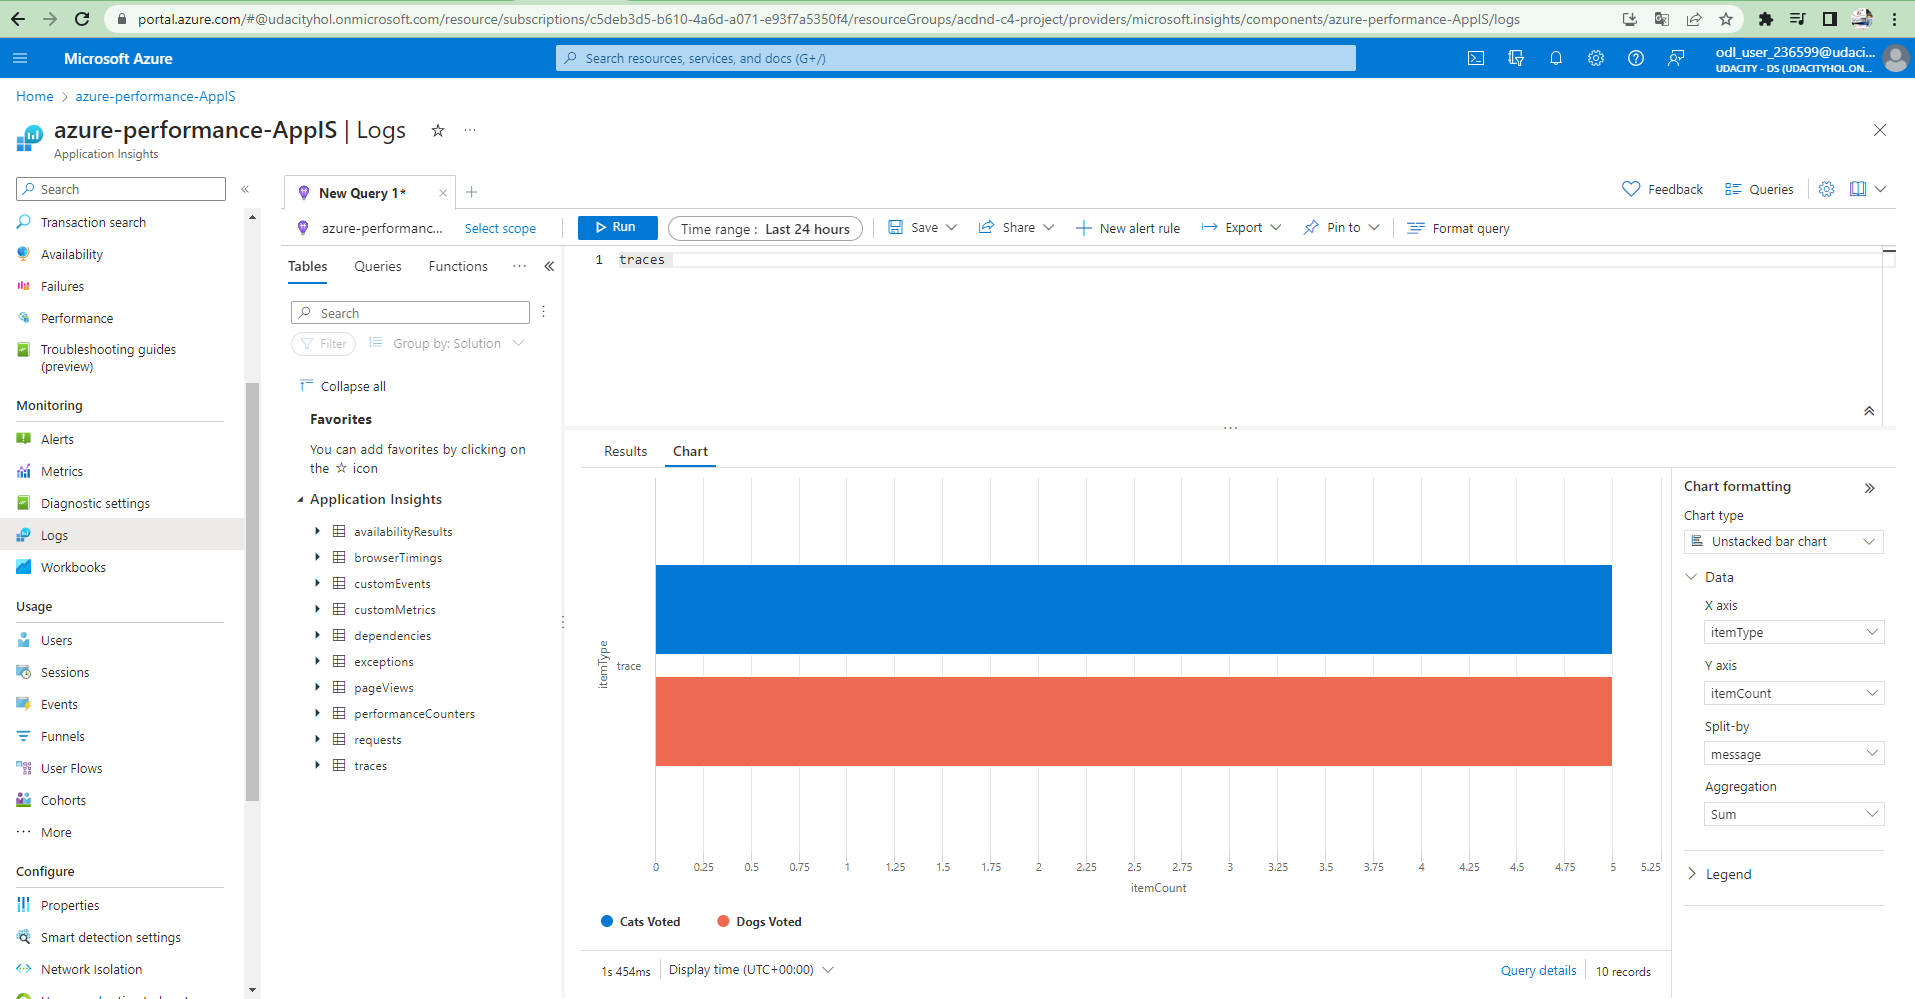 portal.azure.com/#@udacityhol.onmicrosoft.com/resource/subscriptions/c5deb3d5-b610-4a6d-a071-e93f7a5350f4/resourceGroups/acdnd-c4-project/providers/microsoft.insights/components/azure-performance-AppIS/logs
Microsoft Azure
Search resources, services, and docs (G+/)
odl_user_236599@udaci...
UDACITY - DS (UDACITYHOL.ON...
Home > azure-performance-AppIS
azure-performance-AppIS | Logs
Application Insights
Search
Transaction search
Availability
Failures
Performance
Troubleshooting guides
(preview)
Monitoring
Alerts
Metrics
Diagnostic settings
Logs
Workbooks
Usage
Users
Sessions
Events
Funnels
User Flows
Cohorts
More
Configure
Properties
Smart detection settings
Network Isolation
New Query 1*
Feedback
Queries
azure-performanc...
Select scope
Run
Time range : Last 24 hours
Save
Share
New alert rule
Export
Pin to
Format query
Tables
Queries
Functions
Search
Filter
Group by: Solution
Collapse all
Favorites
You can add favorites by clicking on
the ☆ icon
Application Insights
availabilityResults
browserTimings
customEvents
customMetrics
dependencies
exceptions
pageViews
performanceCounters
requests
traces
1 traces
Results
Chart
itemType
trace
0 0.25 0.5 0.75 1 1.25 1.5 1.75 2 2.25 2.5 2.75 3 3.25 3.5 3.75 4 4.25 4.5 4.75 5 5.25
itemCount
Cats Voted
Dogs Voted
1s 454ms
Display time (UTC+00:00)
Query details
10 records
Chart formatting
Chart type
Unstacked bar chart
Data
X axis
itemType
Y axis
itemCount
Split-by
message
Aggregation
Sum
Legend